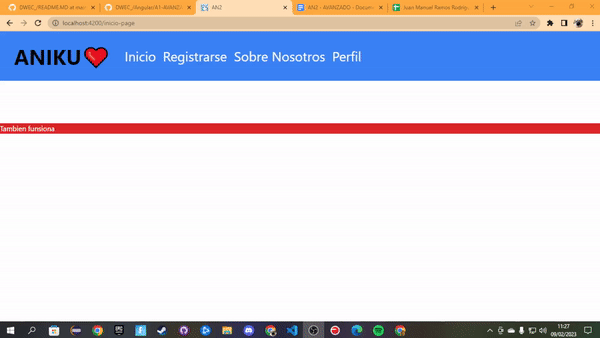 DWEC_/README.MD at ma
DWEC_/Angular/A1-AVANZ
ANZ
ANZ - AVANZADO - Docum
Juan Manuel Ramos Rodrig
localhost:4200/inicio-page
ANIKU
Inicio Registrarse Sobre Nosotros Perfil
Tambien funsiona
11:27
09/02/2023